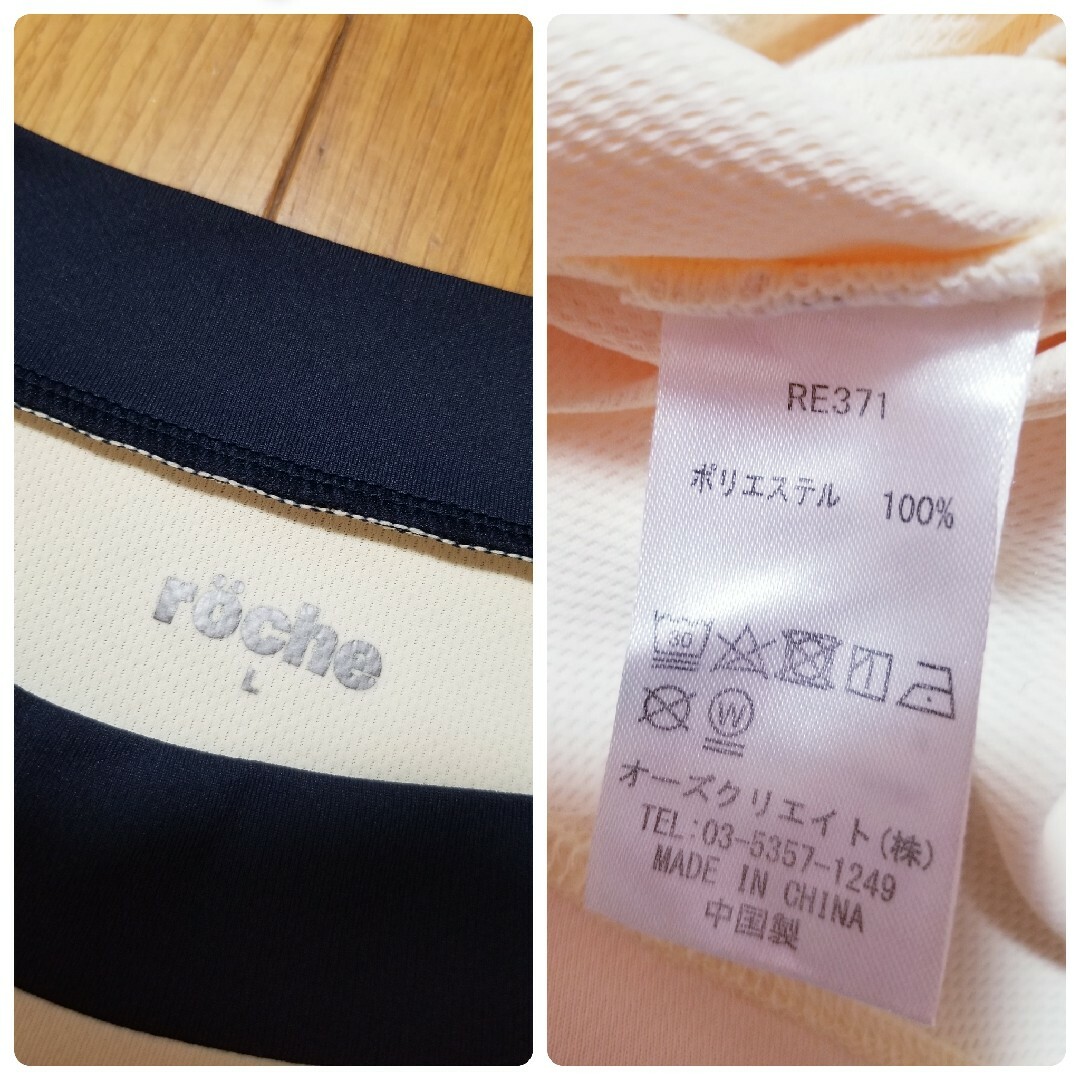 röche
L
RE371
ポリエステル 100%
30
W
オーズクリエイト(株)
TEL:03-5357-1249
MADE IN CHINA
中国製